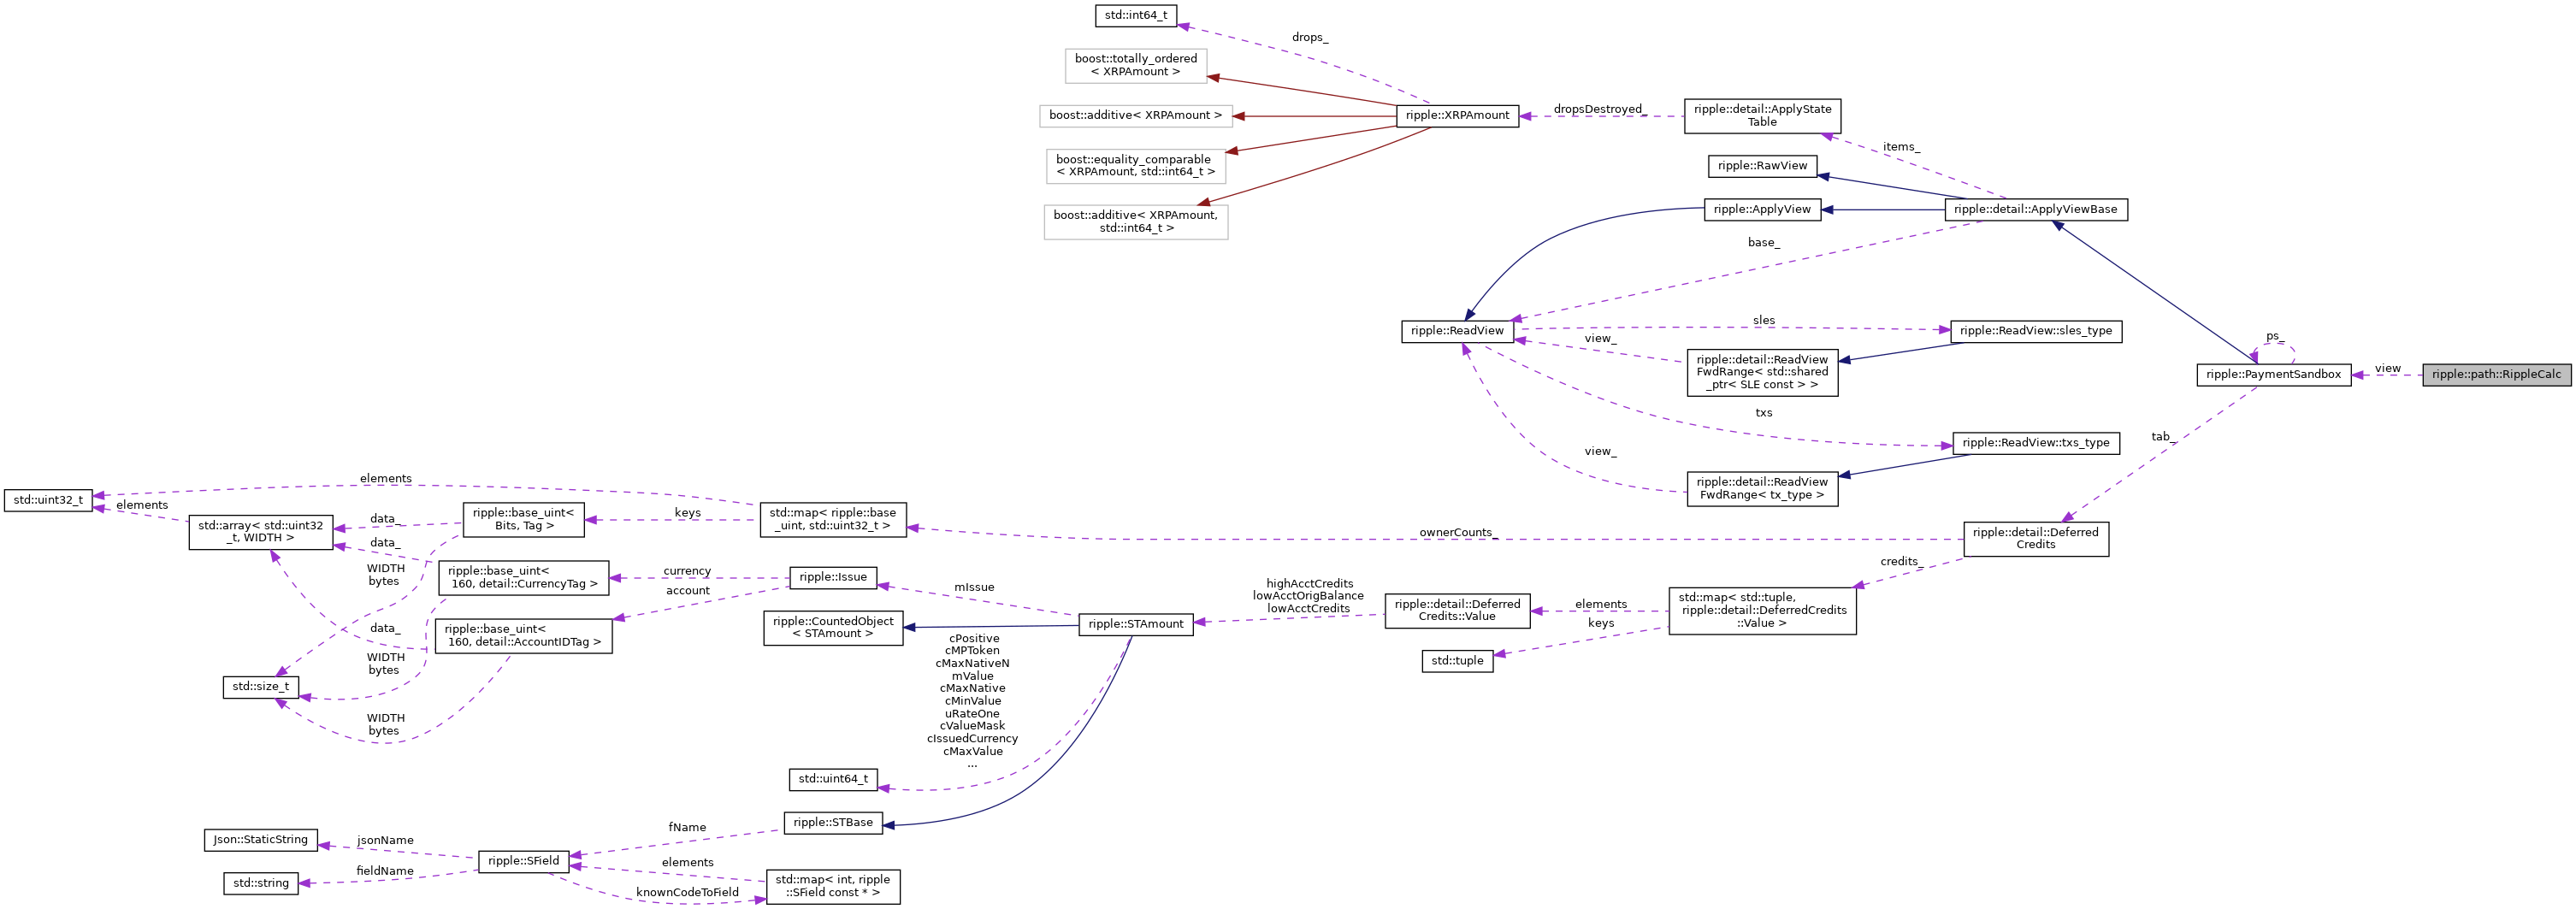 std::int64_t
drops_
boost::totally_ordered
< XRPAmount >
boost::additive< XRPAmount >
boost::equality_comparable
< XRPAmount, std::int64_t >
boost::additive< XRPAmount,
std::int64_t >
ripple::XRPAmount
dropsDestroyed_
ripple::detail::ApplyState
Table
items_
ripple::RawView
ripple::ApplyView
ripple::detail::ApplyViewBase
base_
ripple::ReadView
sles
ripple::ReadView::sles_type
view_
ripple::detail::ReadView
FwdRange< std::shared
_ptr< SLE const > >
ps_
ripple::PaymentSandbox
view
ripple::path::RippleCalc
txs
ripple::ReadView::txs_type
tab_
view_
ripple::detail::ReadView
FwdRange< tx_type >
elements
std::uint32_t
elements
std::array< std::uint32
_t, WIDTH >
data_
data_
ripple::base_uint<
Bits, Tag >
keys
std::map< ripple::base
_uint, std::uint32_t >
ownerCounts_
ripple::detail::Deferred
Credits
credits_
WIDTH
bytes
ripple::base_uint<
160, detail::CurrencyTag >
currency
account
ripple::Issue
mIssue
highAcctCredits
lowAcctOrigBalance
lowAcctCredits
ripple::detail::Deferred
Credits::Value
elements
keys
std::map< std::tuple,
ripple::detail::DeferredCredits
::Value >
data_
ripple::base_uint<
160, detail::AccountIDTag >
ripple::CountedObject
< STAmount >
ripple::STAmount
std::tuple
WIDTH
bytes
std::size_t
WIDTH
bytes
cPositive
cMPToken
cMaxNativeN
mValue
cMaxNative
cMinValue
uRateOne
cValueMask
cIssuedCurrency
cMaxValue
...
std::uint64_t
ripple::STBase
fName
Json::StaticString
jsonName
ripple::SField
elements
std::string
fieldName
knownCodeToField
std::map< int, ripple
::SField const * >